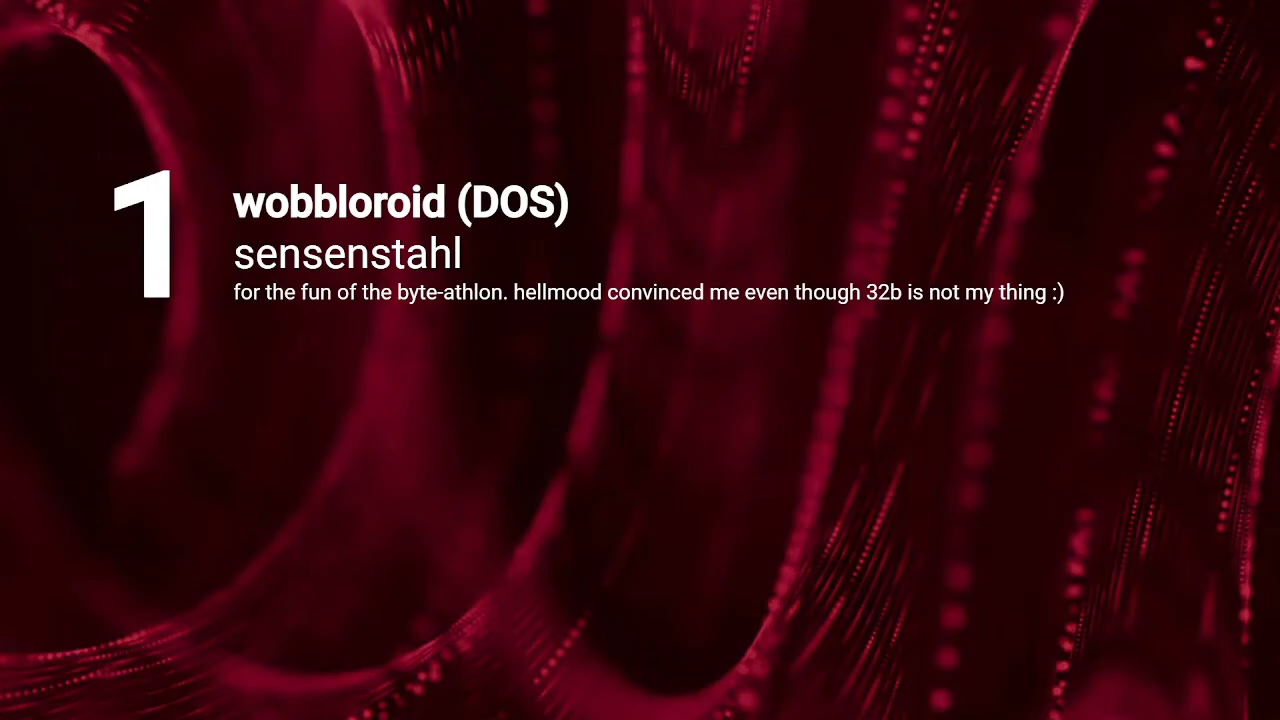 1
wobbloroid (DOS)
sensenstahl
for the fun of the byte-athlon. hellmood convinced me even though 32b is not my thing :)